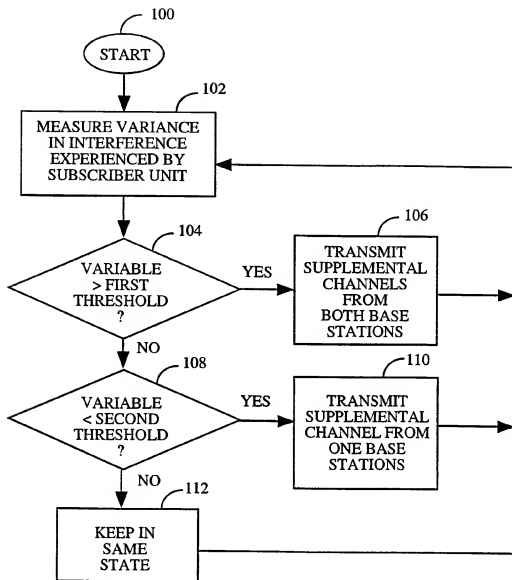 100
START
102
MEASURE VARIANCE
IN INTERFERENCE
EXPERIENCED BY
SUBSCRIBER UNIT
104
VARIABLE
> FIRST
THRESHOLD
?
YES
106
TRANSMIT
SUPPLEMENTAL
CHANNELS
FROM
BOTH BASE
STATIONS
NO
108
VARIABLE
< SECOND
THRESHOLD
?
YES
110
TRANSMIT
SUPPLEMENTAL
CHANNEL FROM
ONE BASE
STATIONS
NO
112
KEEP IN
SAME
STATE